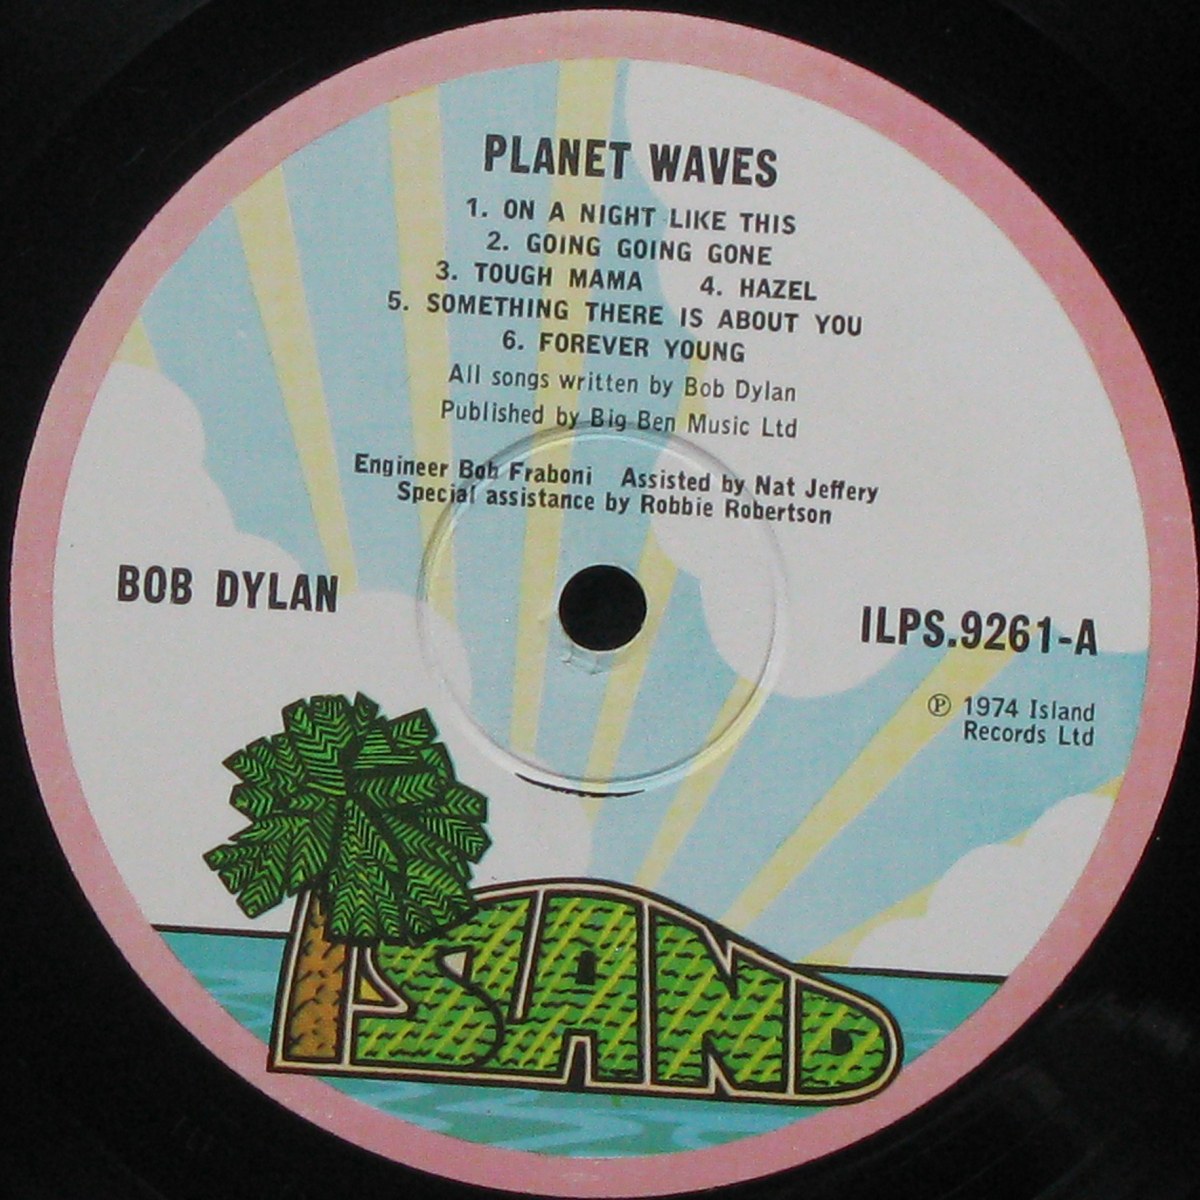 PLANET WAVES
1. ON A NIGHT LIKE THIS
2. GOING GOING GONE
3. TOUGH MAMA 4. HAZEL
5. SOMETHING THERE IS ABOUT YOU
6. FOREVER YOUNG
All songs written by Bob Dylan
Published by Big Ben Music Ltd
Engineer Bob Fraboni Assisted by Nat Jeffery
Special assistance by Robbie Robertson
BOB DYLAN
ILPS.9261-A
℗ 1974 Island
Records Ltd
ISLAND